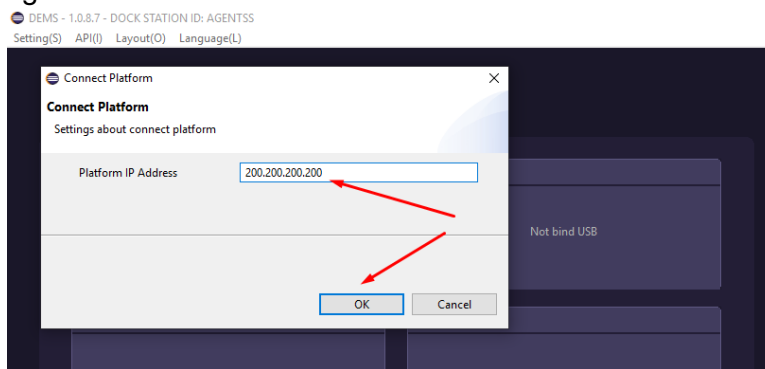 DEMS - 1.0.8.7 - DOCK STATION ID: AGENTSS
Setting(S) API(I) Layout(O) Language(L)
Connect Platform
Connect Platform
Settings about connect platform
Platform IP Address 200.200.200.200
Not bind USB
OK Cancel